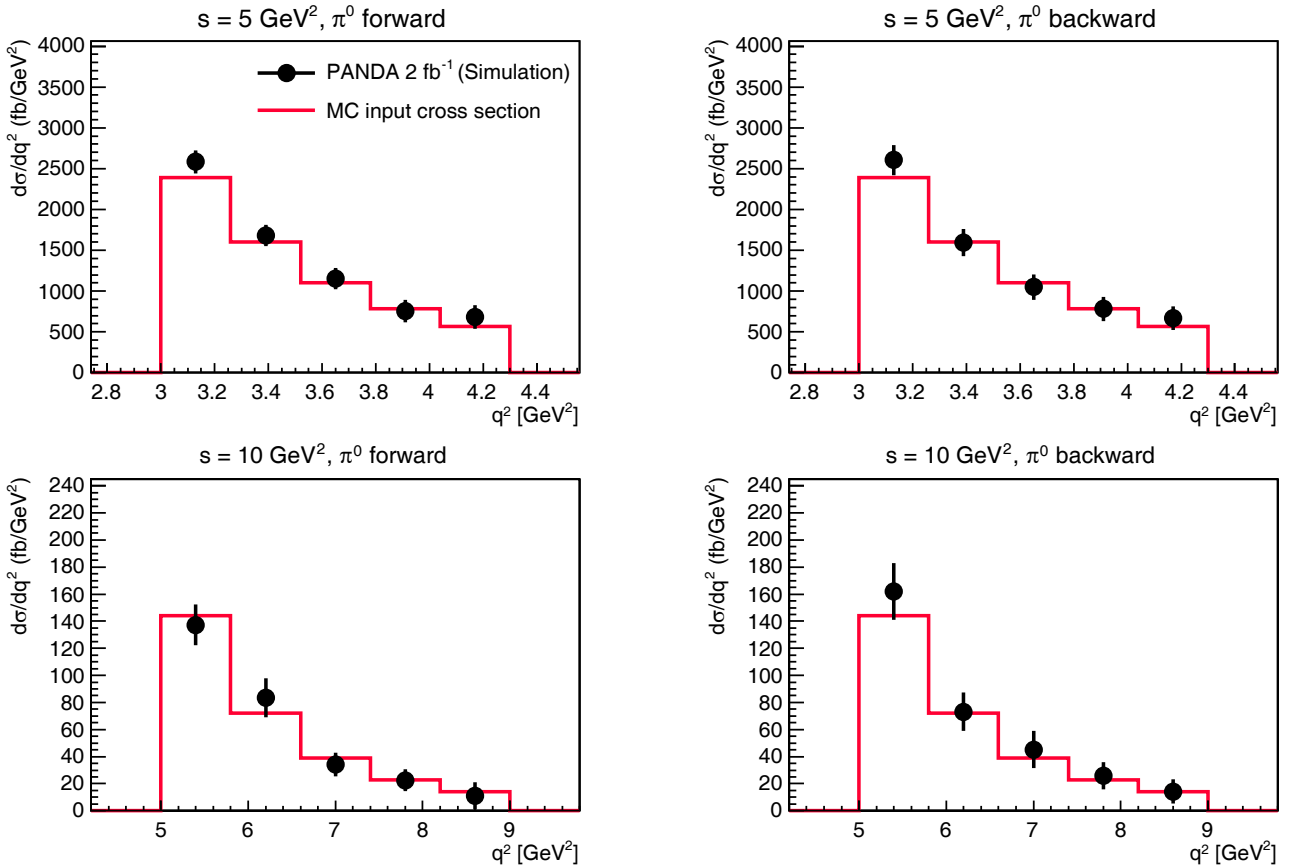 s = 5 GeV², π⁰ forward
dσ/dq² (fb/GeV²)
4000
3500
3000
2500
2000
1500
1000
500
0
PANDA 2 fb⁻¹ (Simulation)
MC input cross section
2.8 3 3.2 3.4 3.6 3.8 4 4.2 4.4
q² [GeV²]
s = 5 GeV², π⁰ backward
dσ/dq² (fb/GeV²)
4000
3500
3000
2500
2000
1500
1000
500
0
2.8 3 3.2 3.4 3.6 3.8 4 4.2 4.4
q² [GeV²]
s = 10 GeV², π⁰ forward
dσ/dq² (fb/GeV²)
240
220
200
180
160
140
120
100
80
60
40
20
0
5 6 7 8 9
q² [GeV²]
s = 10 GeV², π⁰ backward
dσ/dq² (fb/GeV²)
240
220
200
180
160
140
120
100
80
60
40
20
0
5 6 7 8 9
q² [GeV²]